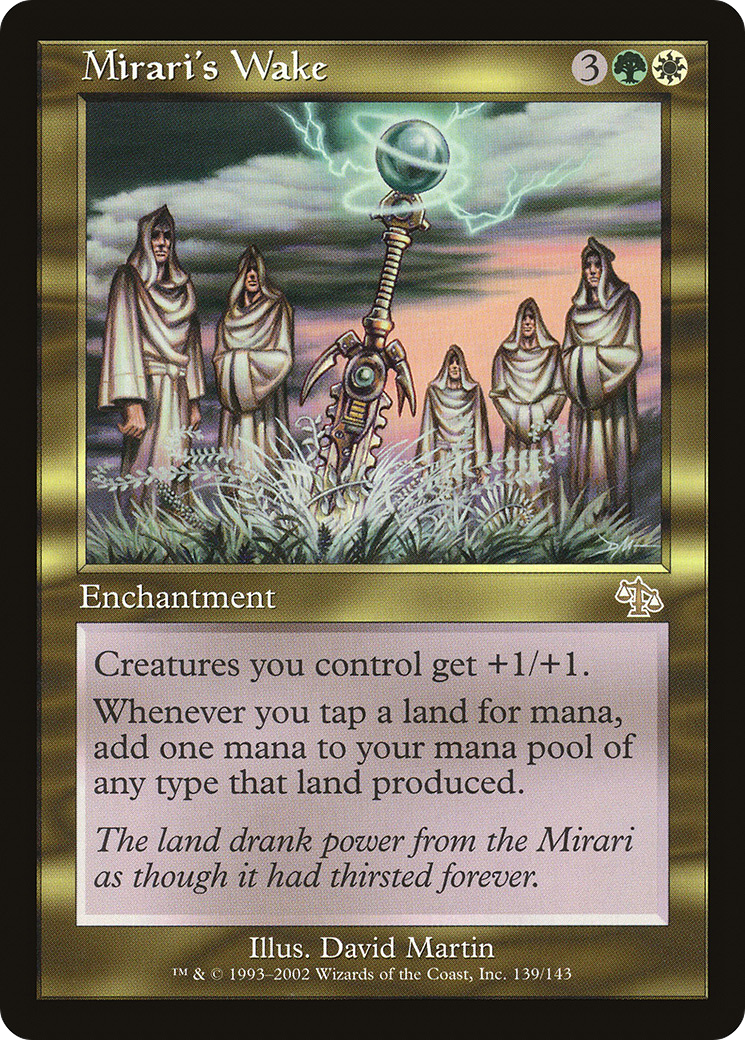 Mirari's Wake 3
DM
Enchantment
Creatures you control get +1/+1.
Whenever you tap a land for mana,
add one mana to your mana pool of
any type that land produced.
The land drank power from the Mirari
as though it had thirsted forever.
Illus. David Martin
™ & © 1993–2002 Wizards of the Coast, Inc. 139/143